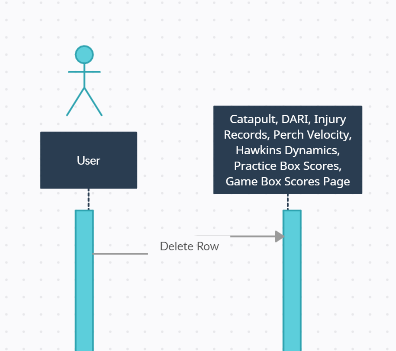 User
Catapult, DARI, Injury
Records, Perch Velocity,
Hawkins Dynamics,
Practice Box Scores,
Game Box Scores Page
Delete Row